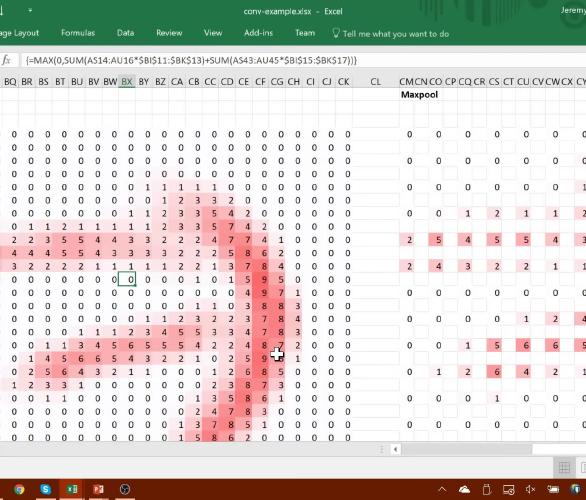 conv-example.xlsx - Excel
Jeremy
age Layout Formulas Data Review View Add-ins Team Tell me what you want to do
fx {=MAX(0,SUM(AS14:AU16*$BI$11:$BK$13)+SUM(AS43:AU45*$BI$15:$BK$17))}
BQ BR BS BT BU BV BW BX BY BZ CA CB CC CD CE CF CG CH CI CJ CK CL CM CN CO CP CQ CR CS CT CU CV CW CX CY
Maxpool
0 0 0 0 0 0 0 0 0 0 0 0 0 0 0 0 0 0 0 0 0 0 0 0 0 0 0
0 0 0 0 0 0 0 0 0 0 0 0 0 0 0 0 0 0 0 0 0
0 0 0 0 0 0 0 0 0 0 0 0 0 0 0 0 0 0 0 0 0 0 0 0 0 0 0
0 0 0 0 0 0 0 0 0 0 0 0 0 0 0 0 0 0 0 0 0
0 0 0 0 0 0 0 0 1 1 1 1 1 0 0 0 0 0 0 0 0 0 0 0 0 0 0 1
0 0 0 0 0 0 0 0 0 1 2 3 3 2 0 0 0 0 0 0 0
0 0 0 0 0 0 0 1 1 2 3 3 5 4 2 0 0 0 0 0 0 0 0 1 2 1 1 3
0 1 1 2 1 1 1 1 1 2 3 3 5 7 4 2 0 0 0 0 0
2 2 3 5 5 4 4 3 3 2 2 2 4 7 7 4 1 0 0 0 0 2 5 4 5 5 4 3
4 4 4 5 5 4 3 3 3 3 2 2 2 5 8 6 2 0 0 0 0
3 2 2 2 2 1 1 1 1 1 2 2 1 3 7 8 4 0 0 0 0 2 4 3 2 2 1 1
0 0 0 0 0 0 0 0 0 0 0 1 0 1 5 9 5 0 0 0 0
0 0 0 0 0 0 0 0 0 0 0 0 0 0 4 9 7 1 0 0 0 0 0 0 0 0 0 0
0 0 0 0 0 0 0 0 0 0 0 1 1 0 3 8 8 3 0 0 0
0 0 0 0 0 0 0 0 1 1 2 3 2 2 3 7 8 4 0 0 0 0 0 0 0 1 2 4
0 0 0 0 1 1 1 2 3 4 5 5 3 3 4 7 8 3 0 0 0
0 0 1 1 3 4 5 6 5 5 5 4 2 2 4 8 7 2 0 0 0 0 0 1 5 6 6 5
0 1 4 5 6 6 5 4 3 2 2 1 0 2 5 9 1 0 0 0
0 2 5 6 4 3 2 1 1 0 0 0 0 2 6 8 5 0 0 0 0 0 1 2 6 4 2 1
1 2 3 3 1 0 0 0 0 0 0 0 0 2 6 8 7 3 0 0 0 0
0 0 1 1 0 0 0 0 0 0 0 0 1 3 5 8 6 1 0 0 0 0 0 0 0 1 0 0 0
0 0 0 0 0 0 0 0 0 0 0 0 2 4 7 8 3 0 0 0 0 0
0 0 0 0 0 0 0 0 0 0 1 3 7 8 5 1 0 0 0 0 0 0 0 0 0 0 0
0 0 0 0 0 0 0 0 0 0 1 5 8 6 2 0 0 0 0 0 0